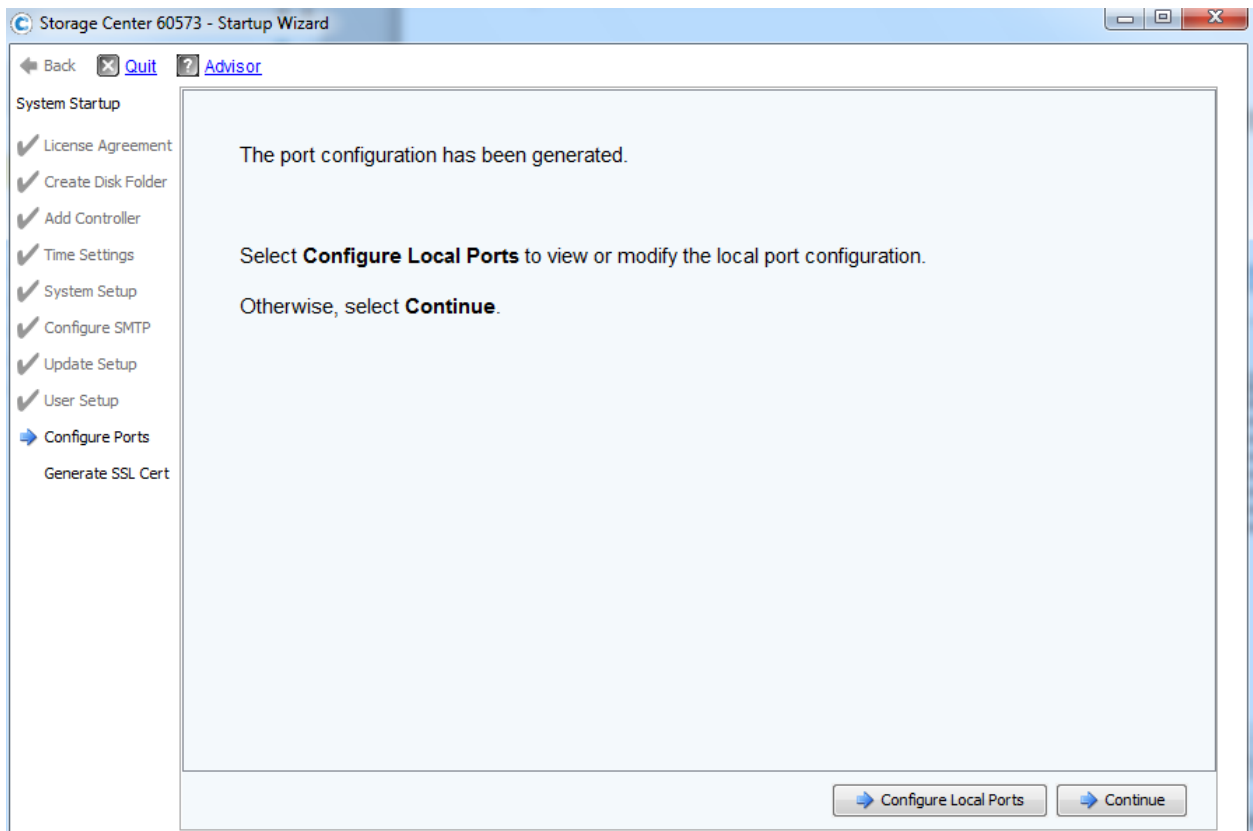 Storage Center 60573 - Startup Wizard
Back Quit Advisor
System Startup
License Agreement
Create Disk Folder
Add Controller
Time Settings
System Setup
Configure SMTP
Update Setup
User Setup
Configure Ports
Generate SSL Cert
The port configuration has been generated.
Select Configure Local Ports to view or modify the local port configuration.
Otherwise, select Continue.
Configure Local Ports Continue